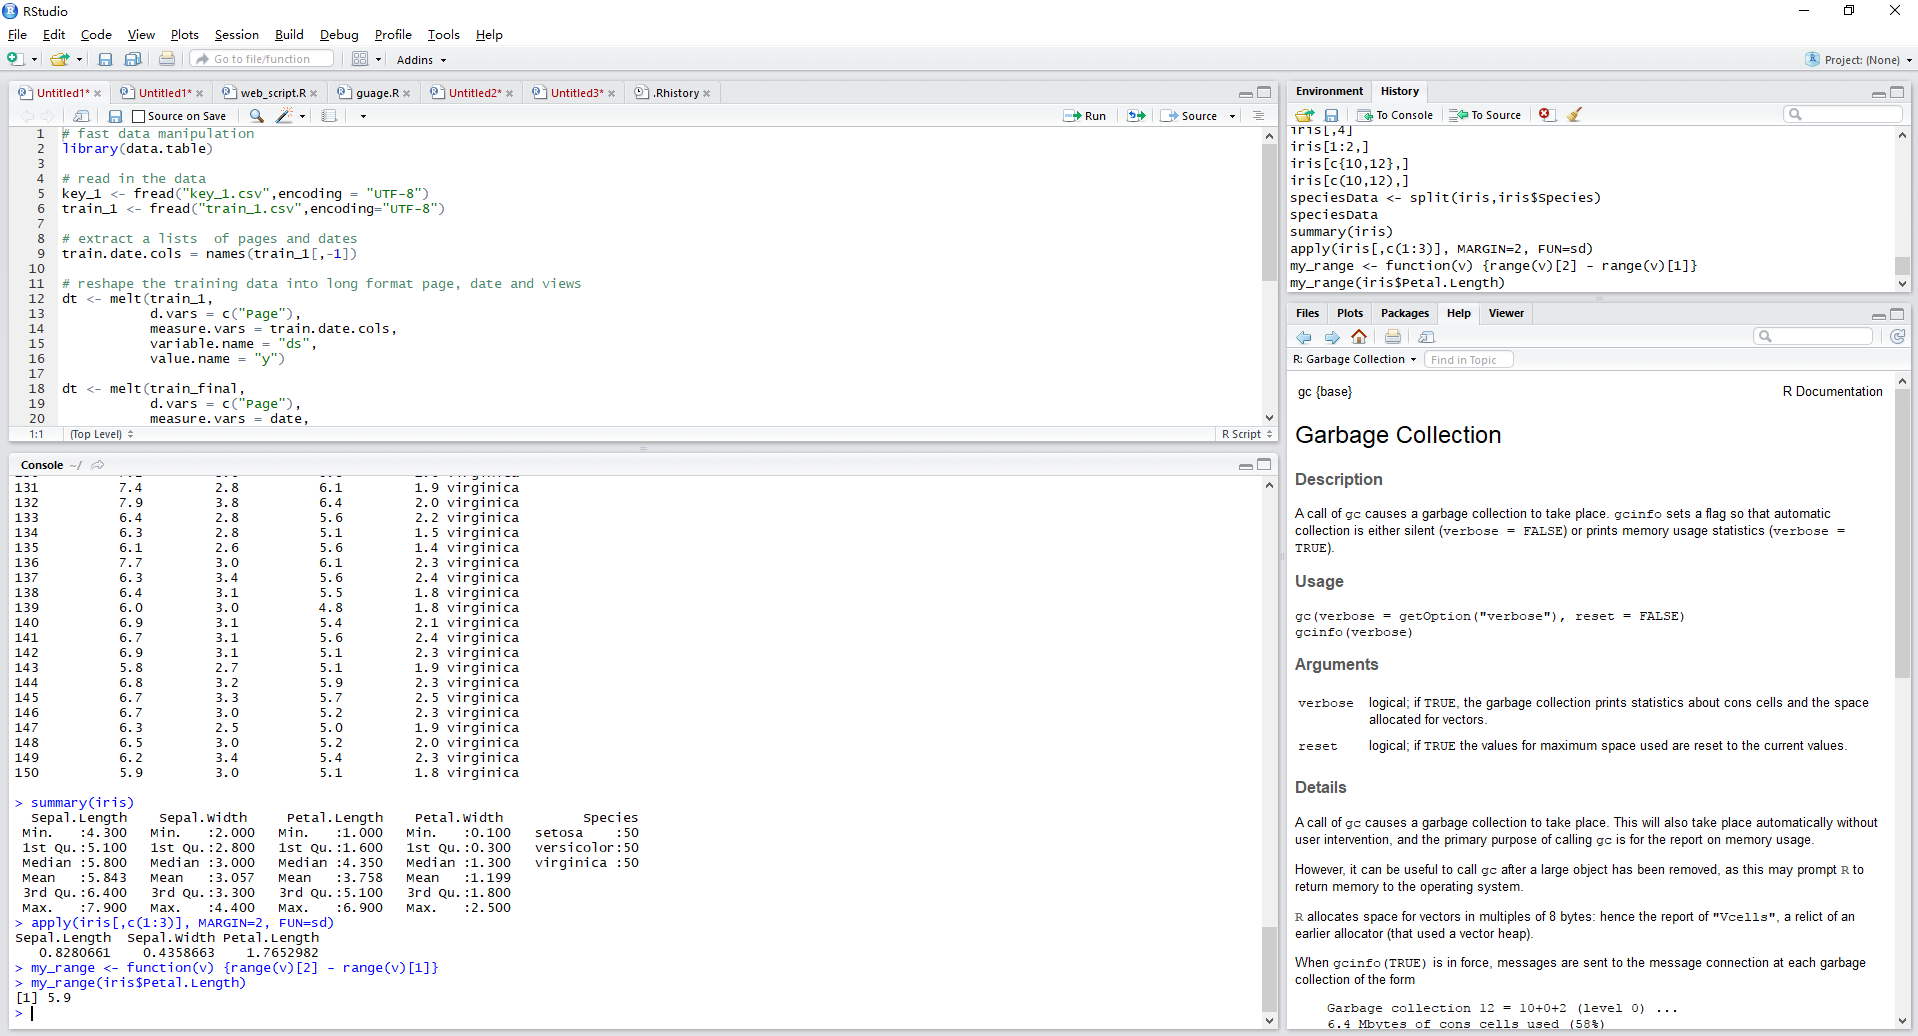 RStudio
File Edit Code View Plots Session Build Debug Profile Tools Help
Go to file/function Addins Project: (None)
Untitled1* Untitled1* web_script.R guage.R Untitled2* Untitled3* .Rhistory
Source on Save Run Source
1 # fast data manipulation
2 library(data.table)
3
4 # read in the data
5 key_1 <- fread("key_1.csv",encoding = "UTF-8")
6 train_1 <- fread("train_1.csv",encoding="UTF-8")
7
8 # extract a lists  of pages and dates
9 train.date.cols = names(train_1[,-1])
10
11 # reshape the training data into long format page, date and views
12 dt <- melt(train_1,
13            d.vars = c("Page"),
14            measure.vars = train.date.cols,
15            variable.name = "ds",
16            value.name = "y")
17
18 dt <- melt(train_final,
19            d.vars = c("Page"),
20            measure.vars = date,
1:1 (Top Level) R Script
Console ~/
131 7.4 2.8 6.1 1.9 virginica
132 7.9 3.8 6.4 2.0 virginica
133 6.4 2.8 5.6 2.2 virginica
134 6.3 2.8 5.1 1.5 virginica
135 6.1 2.6 5.6 1.4 virginica
136 7.7 3.0 6.1 2.3 virginica
137 6.3 3.4 5.6 2.4 virginica
138 6.4 3.1 5.5 1.8 virginica
139 6.0 3.0 4.8 1.8 virginica
140 6.9 3.1 5.4 2.1 virginica
141 6.7 3.1 5.6 2.4 virginica
142 6.9 3.1 5.1 2.3 virginica
143 5.8 2.7 5.1 1.9 virginica
144 6.8 3.2 5.9 2.3 virginica
145 6.7 3.3 5.7 2.5 virginica
146 6.7 3.0 5.2 2.3 virginica
147 6.3 2.5 5.0 1.9 virginica
148 6.5 3.0 5.2 2.0 virginica
149 6.2 3.4 5.4 2.3 virginica
150 5.9 3.0 5.1 1.8 virginica
> summary(iris)
Sepal.Length Sepal.Width Petal.Length Petal.Width Species
Min.   :4.300 Min.   :2.000 Min.   :1.000 Min.   :0.100 setosa    :50
1st Qu.:5.100 1st Qu.:2.800 1st Qu.:1.600 1st Qu.:0.300 versicolor:50
Median :5.800 Median :3.000 Median :4.350 Median :1.300 virginica :50
Mean   :5.843 Mean   :3.057 Mean   :3.758 Mean   :1.199
3rd Qu.:6.400 3rd Qu.:3.300 3rd Qu.:5.100 3rd Qu.:1.800
Max.   :7.900 Max.   :4.400 Max.   :6.900 Max.   :2.500
> apply(iris[,c(1:3)], MARGIN=2, FUN=sd)
Sepal.Length Sepal.Width Petal.Length
0.8280661 0.4358663 1.7652982
> my_range <- function(v) {range(v)[2] - range(v)[1]}
> my_range(iris$Petal.Length)
[1] 5.9
>
Environment History
To Console To Source
iris[,4]
iris[1:2,]
iris[c{10,12},]
iris[c(10,12),]
speciesData <- split(iris,iris$Species)
speciesData
summary(iris)
apply(iris[,c(1:3)], MARGIN=2, FUN=sd)
my_range <- function(v) {range(v)[2] - range(v)[1]}
my_range(iris$Petal.Length)
Files Plots Packages Help Viewer
R: Garbage Collection Find in Topic
gc {base} R Documentation
Garbage Collection
Description
A call of gc causes a garbage collection to take place. gcinfo sets a flag so that automatic
collection is either silent (verbose = FALSE) or prints memory usage statistics (verbose =
TRUE).
Usage
gc(verbose = getOption("verbose"), reset = FALSE)
gcinfo(verbose)
Arguments
verbose logical; if TRUE, the garbage collection prints statistics about cons cells and the space
allocated for vectors.
reset logical; if TRUE the values for maximum space used are reset to the current values.
Details
A call of gc causes a garbage collection to take place. This will also take place automatically without
user intervention, and the primary purpose of calling gc is for the report on memory usage.
However, it can be useful to call gc after a large object has been removed, as this may prompt R to
return memory to the operating system.
R allocates space for vectors in multiples of 8 bytes: hence the report of "Vcells", a relict of an
earlier allocator (that used a vector heap).
When gcinfo(TRUE) is in force, messages are sent to the message connection at each garbage
collection of the form
Garbage collection 12 = 10+0+2 (level 0) ...
6.4 Mbytes of cons cells used (58%)